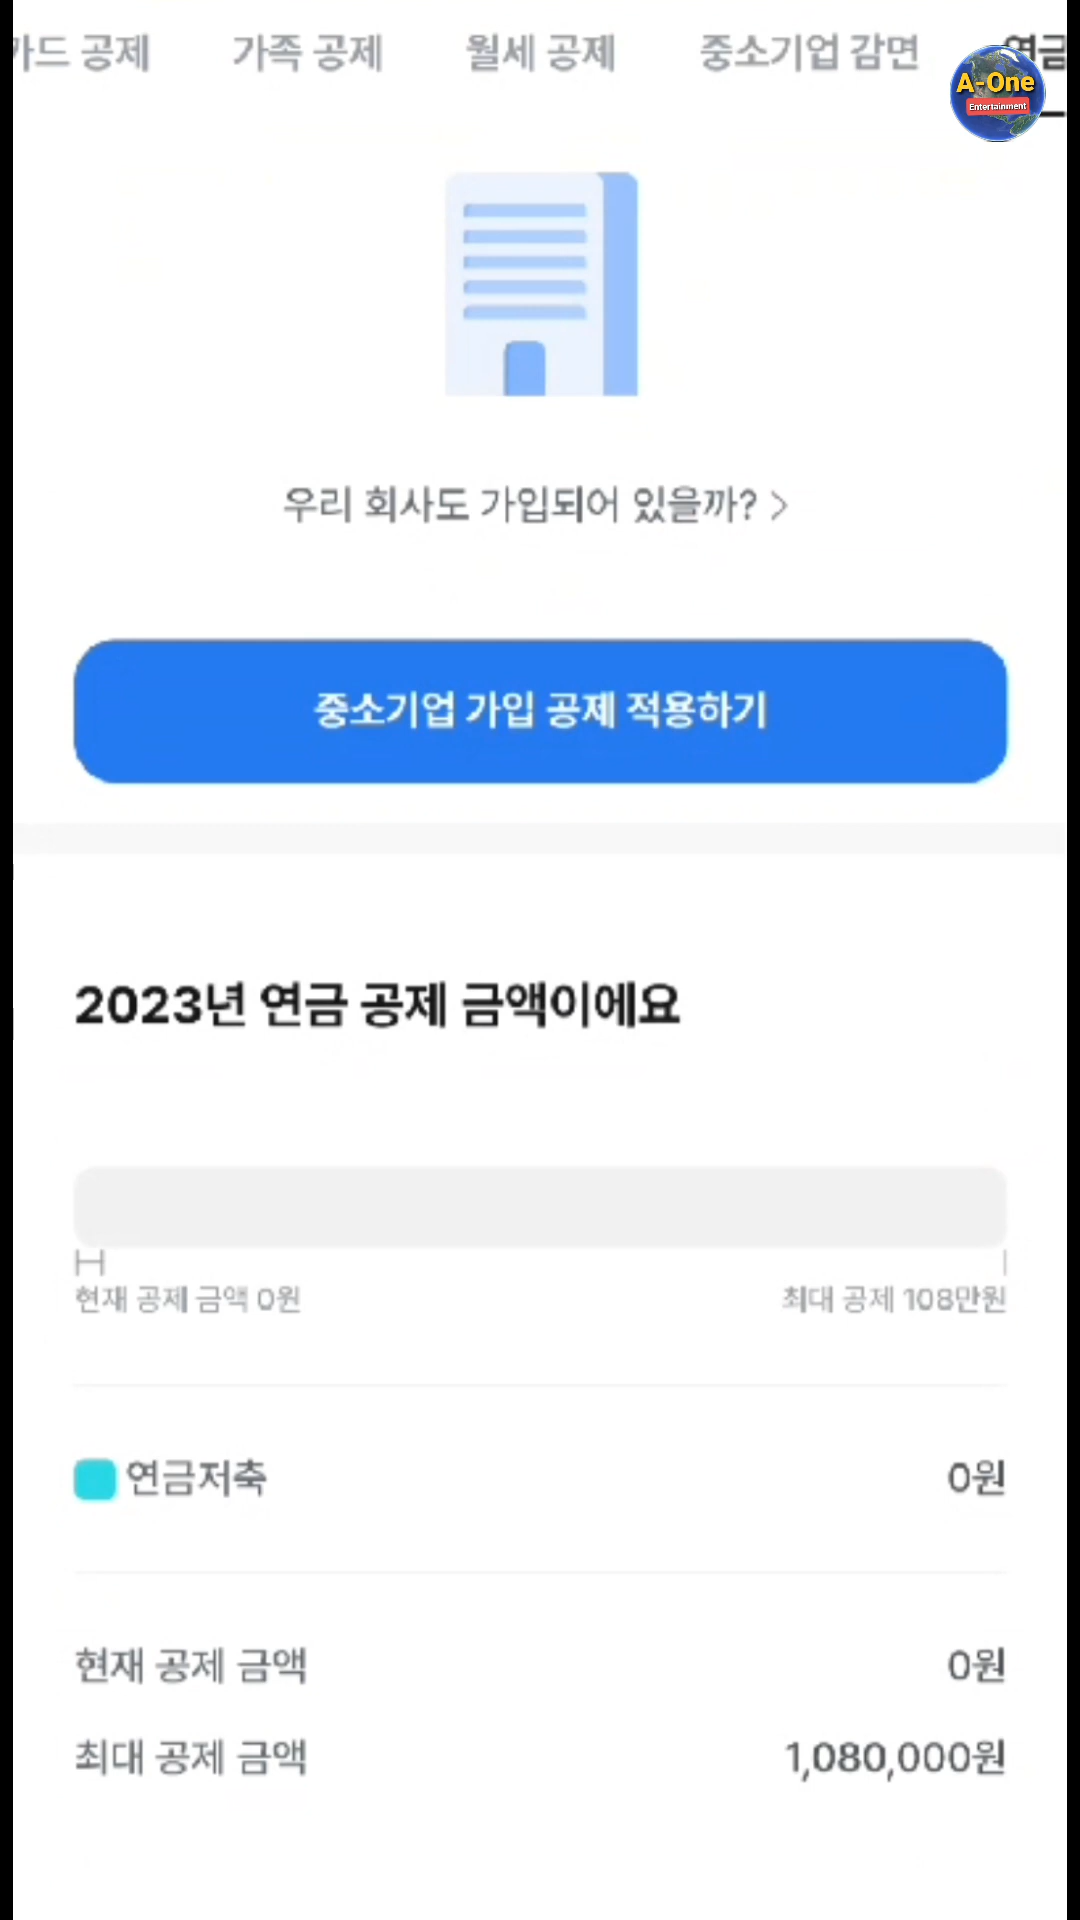 카드 공제 가족 공제 월세 공제 중소기업 감면 연금
A-One
Entertainment
우리 회사도 가입되어 있을까? >
중소기업 가입 공제 적용하기
2023년 연금 공제 금액이에요
현재 공제 금액 0원 최대 공제 108만원
연금저축 0원
현재 공제 금액 0원
최대 공제 금액 1,080,000원